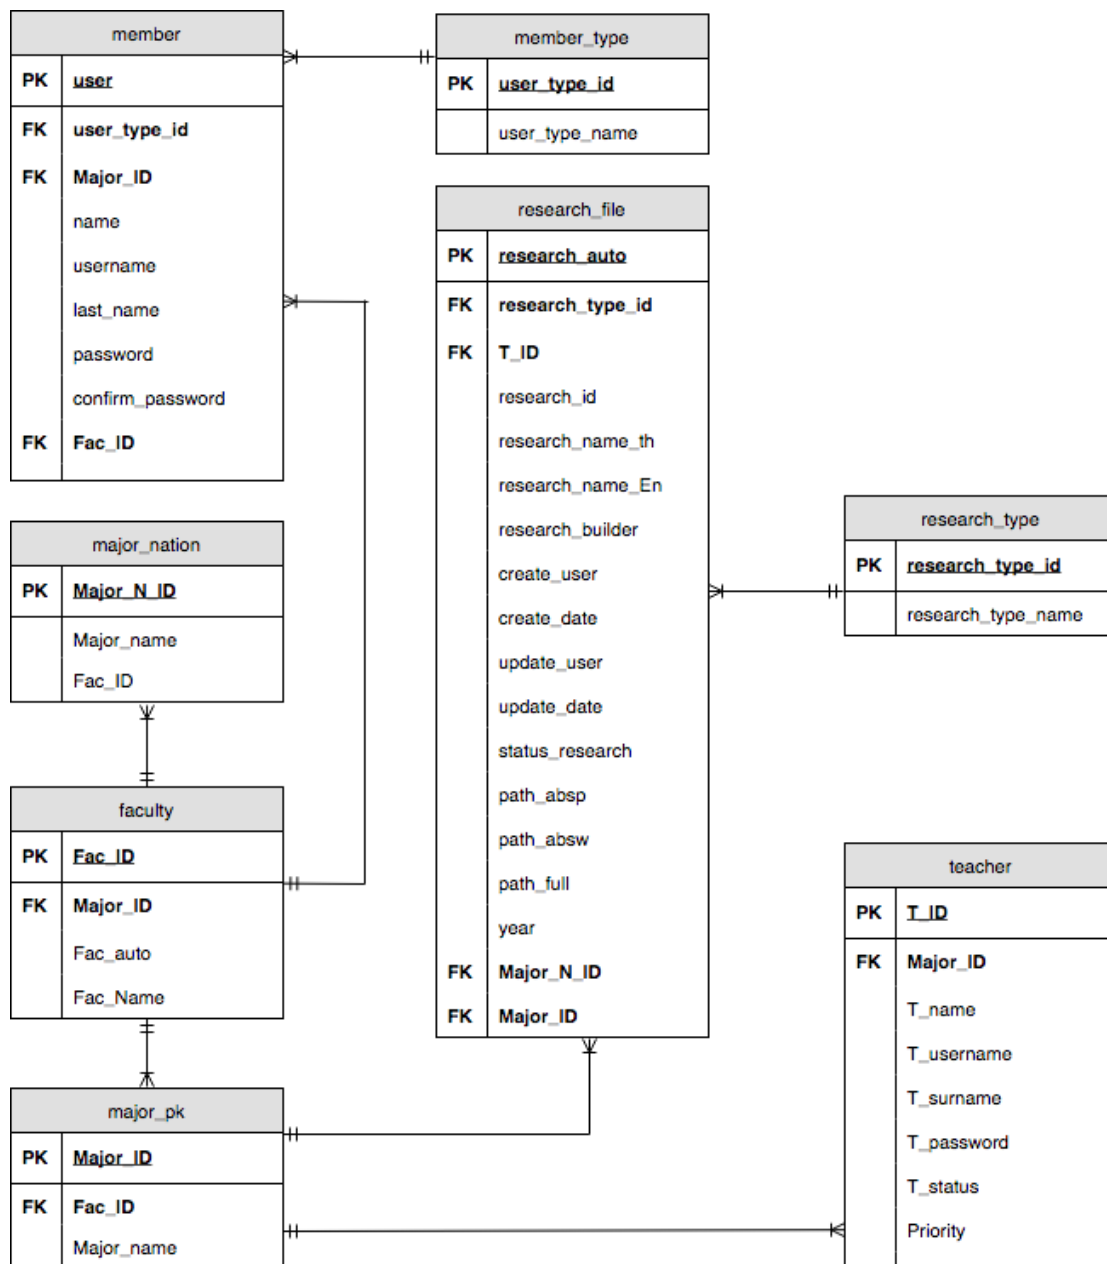 member
PK user
FK user_type_id
FK Major_ID
name
username
last_name
password
confirm_password
FK Fac_ID
member_type
PK user_type_id
user_type_name
research_file
PK research_auto
FK research_type_id
FK T_ID
research_id
research_name_th
research_name_En
research_builder
create_user
create_date
update_user
update_date
status_research
path_absp
path_absw
path_full
year
FK Major_N_ID
FK Major_ID
major_nation
PK Major_N_ID
Major_name
Fac_ID
research_type
PK research_type_id
research_type_name
faculty
PK Fac_ID
FK Major_ID
Fac_auto
Fac_Name
teacher
PK T_ID
FK Major_ID
T_name
T_username
T_surname
T_password
T_status
Priority
major_pk
PK Major_ID
FK Fac_ID
Major_name